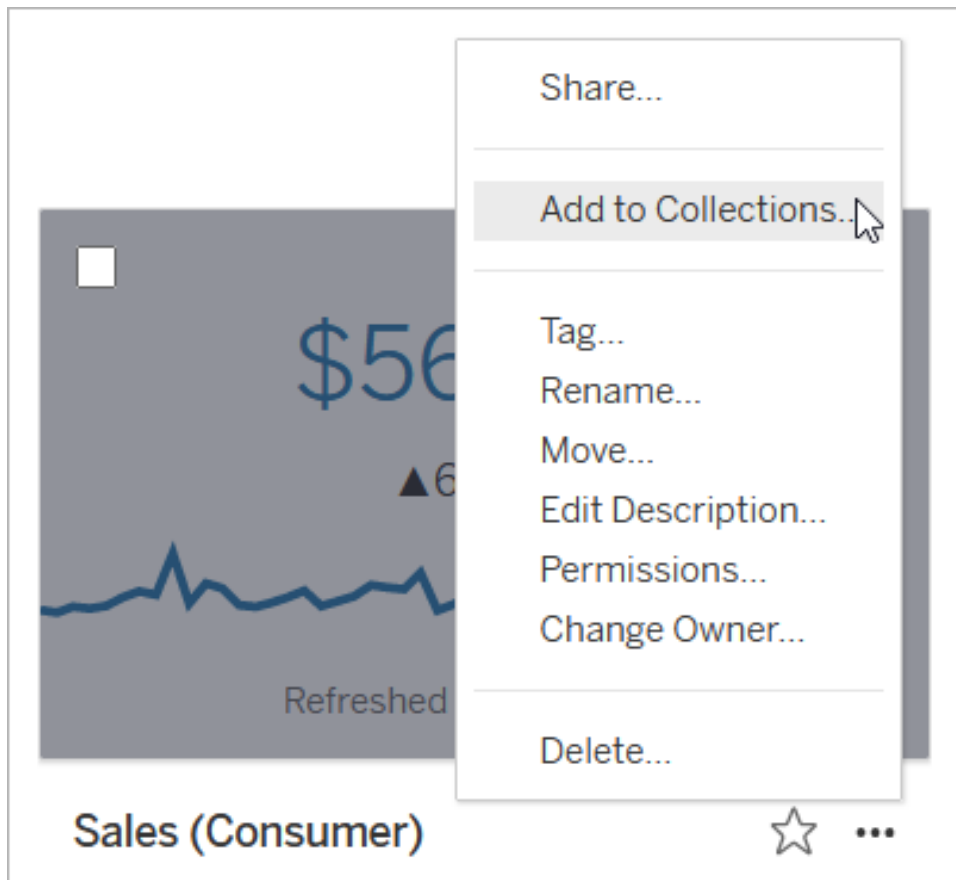 Share...
Add to Collections...
Tag...
Rename...
Move...
Edit Description...
Permissions...
Change Owner...
Delete...
$56
▲6
Refreshed
Sales (Consumer)